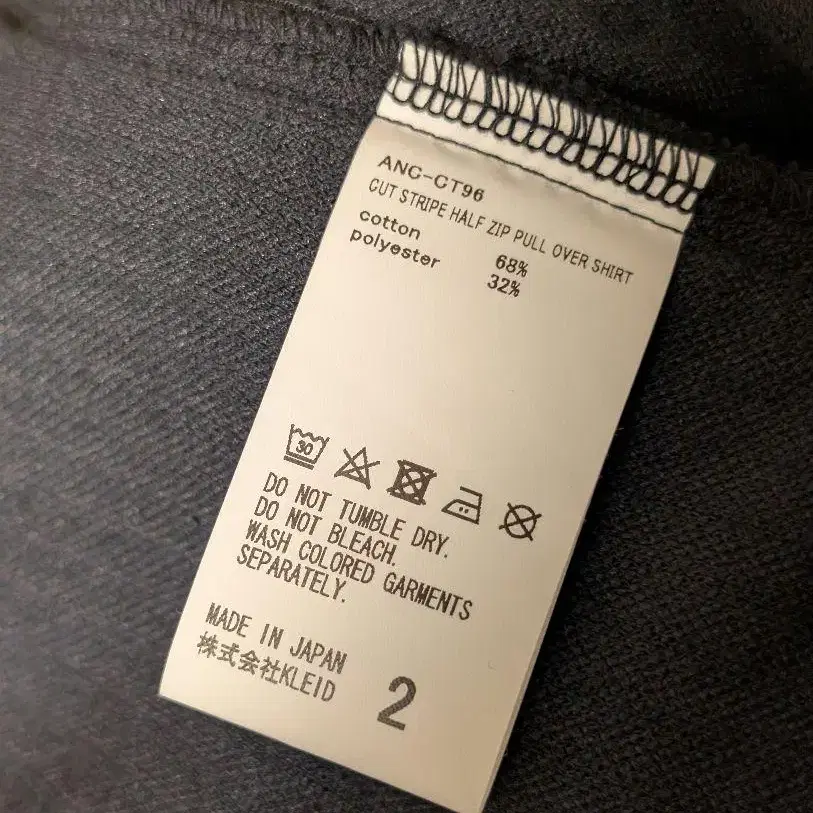 ANC-CT96
CUT STRIPE HALF ZIP PULL OVER SHIRT
cotton 68%
polyester 32%
30
DO NOT TUMBLE DRY.
DO NOT BLEACH.
WASH COLORED GARMENTS
SEPARATELY.
MADE IN JAPAN
株式会社KLEID
2